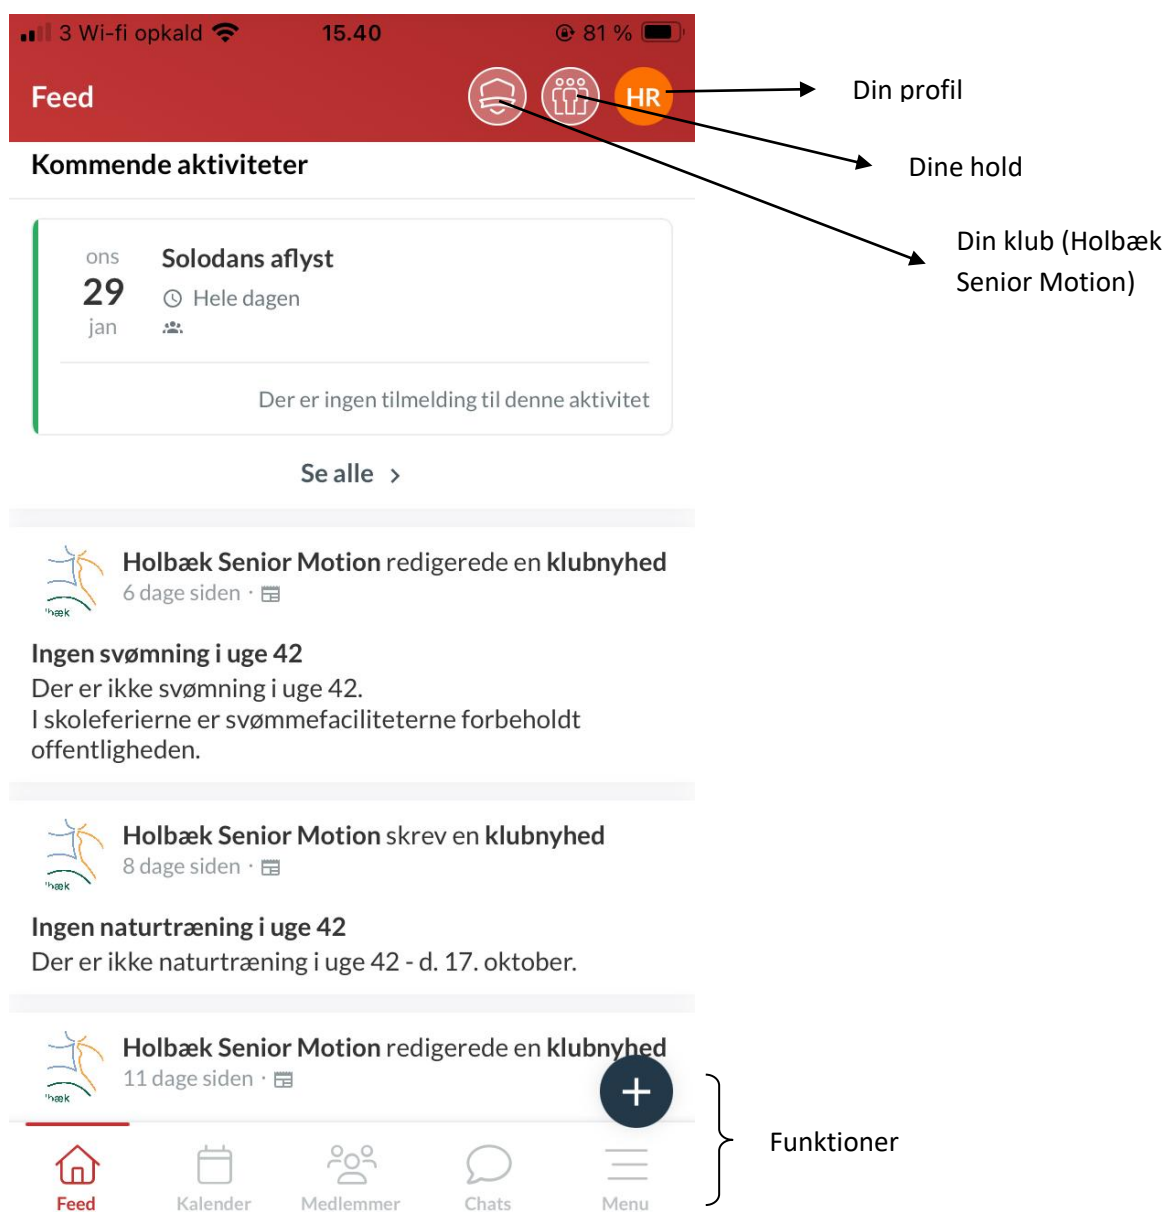 3 Wi-fi opkald 15.40 81 %
Feed
HR
Din profil
Kommende aktiviteter
Dine hold
ons
29
jan
Solodans aflyst
Hele dagen
Din klub (Holbæk
Senior Motion)
Der er ingen tilmelding til denne aktivitet
Se alle >
Holbæk Senior Motion redigerede en klubnyhed
6 dage siden ·
Ingen svømning i uge 42
Der er ikke svømning i uge 42.
I skoleferierne er svømmefaciliteterne forbeholdt
offentligheden.
Holbæk Senior Motion skrev en klubnyhed
8 dage siden ·
Ingen naturtræning i uge 42
Der er ikke naturtræning i uge 42 - d. 17. oktober.
Holbæk Senior Motion redigerede en klubnyhed
11 dage siden ·
+
Funktioner
Feed Kalender Medlemmer Chats Menu